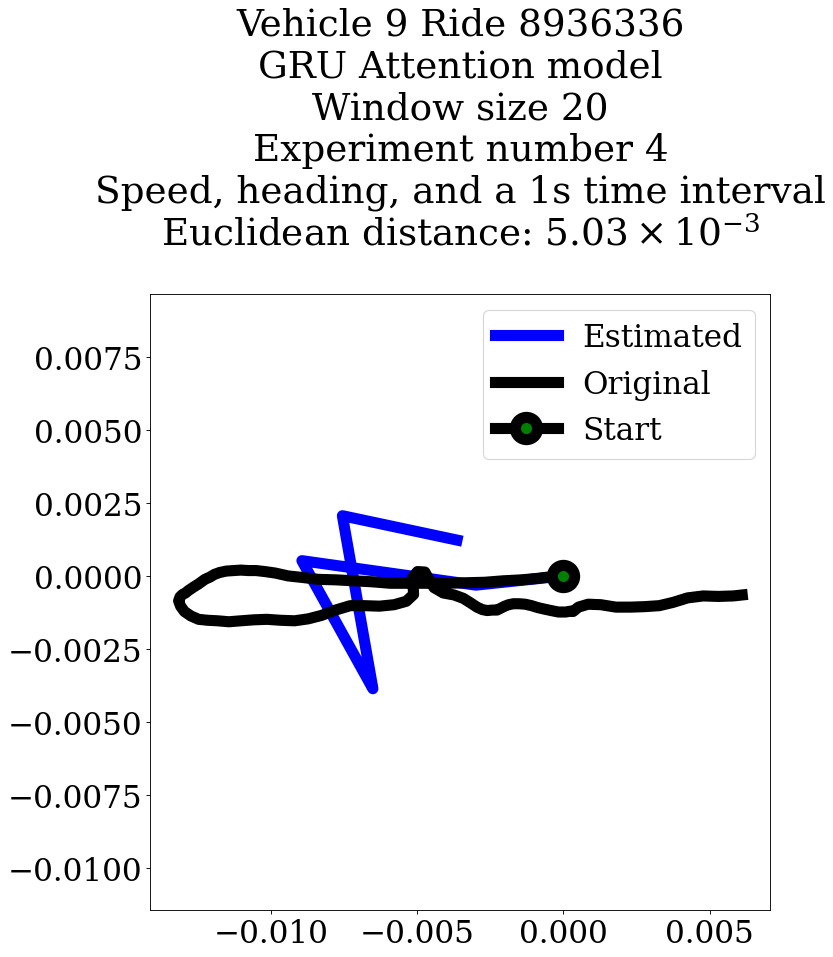 Vehicle 9 Ride 8936336
GRU Attention model
Window size 20
Experiment number 4
Speed, heading, and a 1s time interval
Euclidean distance: 5.03 × 10⁻³
Estimated
Original
Start
0.0075
0.0050
0.0025
0.0000
−0.0025
−0.0050
−0.0075
−0.0100
−0.010 −0.005 0.000 0.005